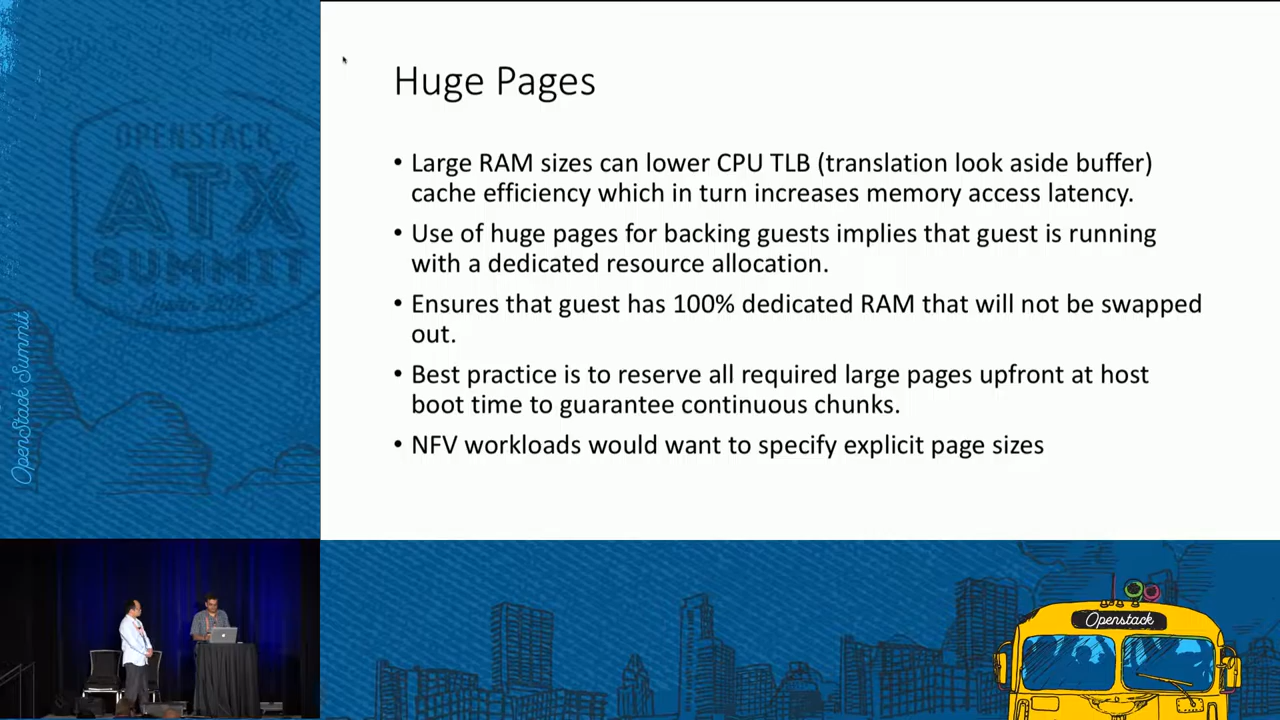 Huge Pages
• Large RAM sizes can lower CPU TLB (translation look aside buffer)
cache efficiency which in turn increases memory access latency.
• Use of huge pages for backing guests implies that guest is running
with a dedicated resource allocation.
• Ensures that guest has 100% dedicated RAM that will not be swapped
out.
• Best practice is to reserve all required large pages upfront at host
boot time to guarantee continuous chunks.
• NFV workloads would want to specify explicit page sizes
OPENSTACK
ATX
SUMMIT
OpenStack Summit
Openstack